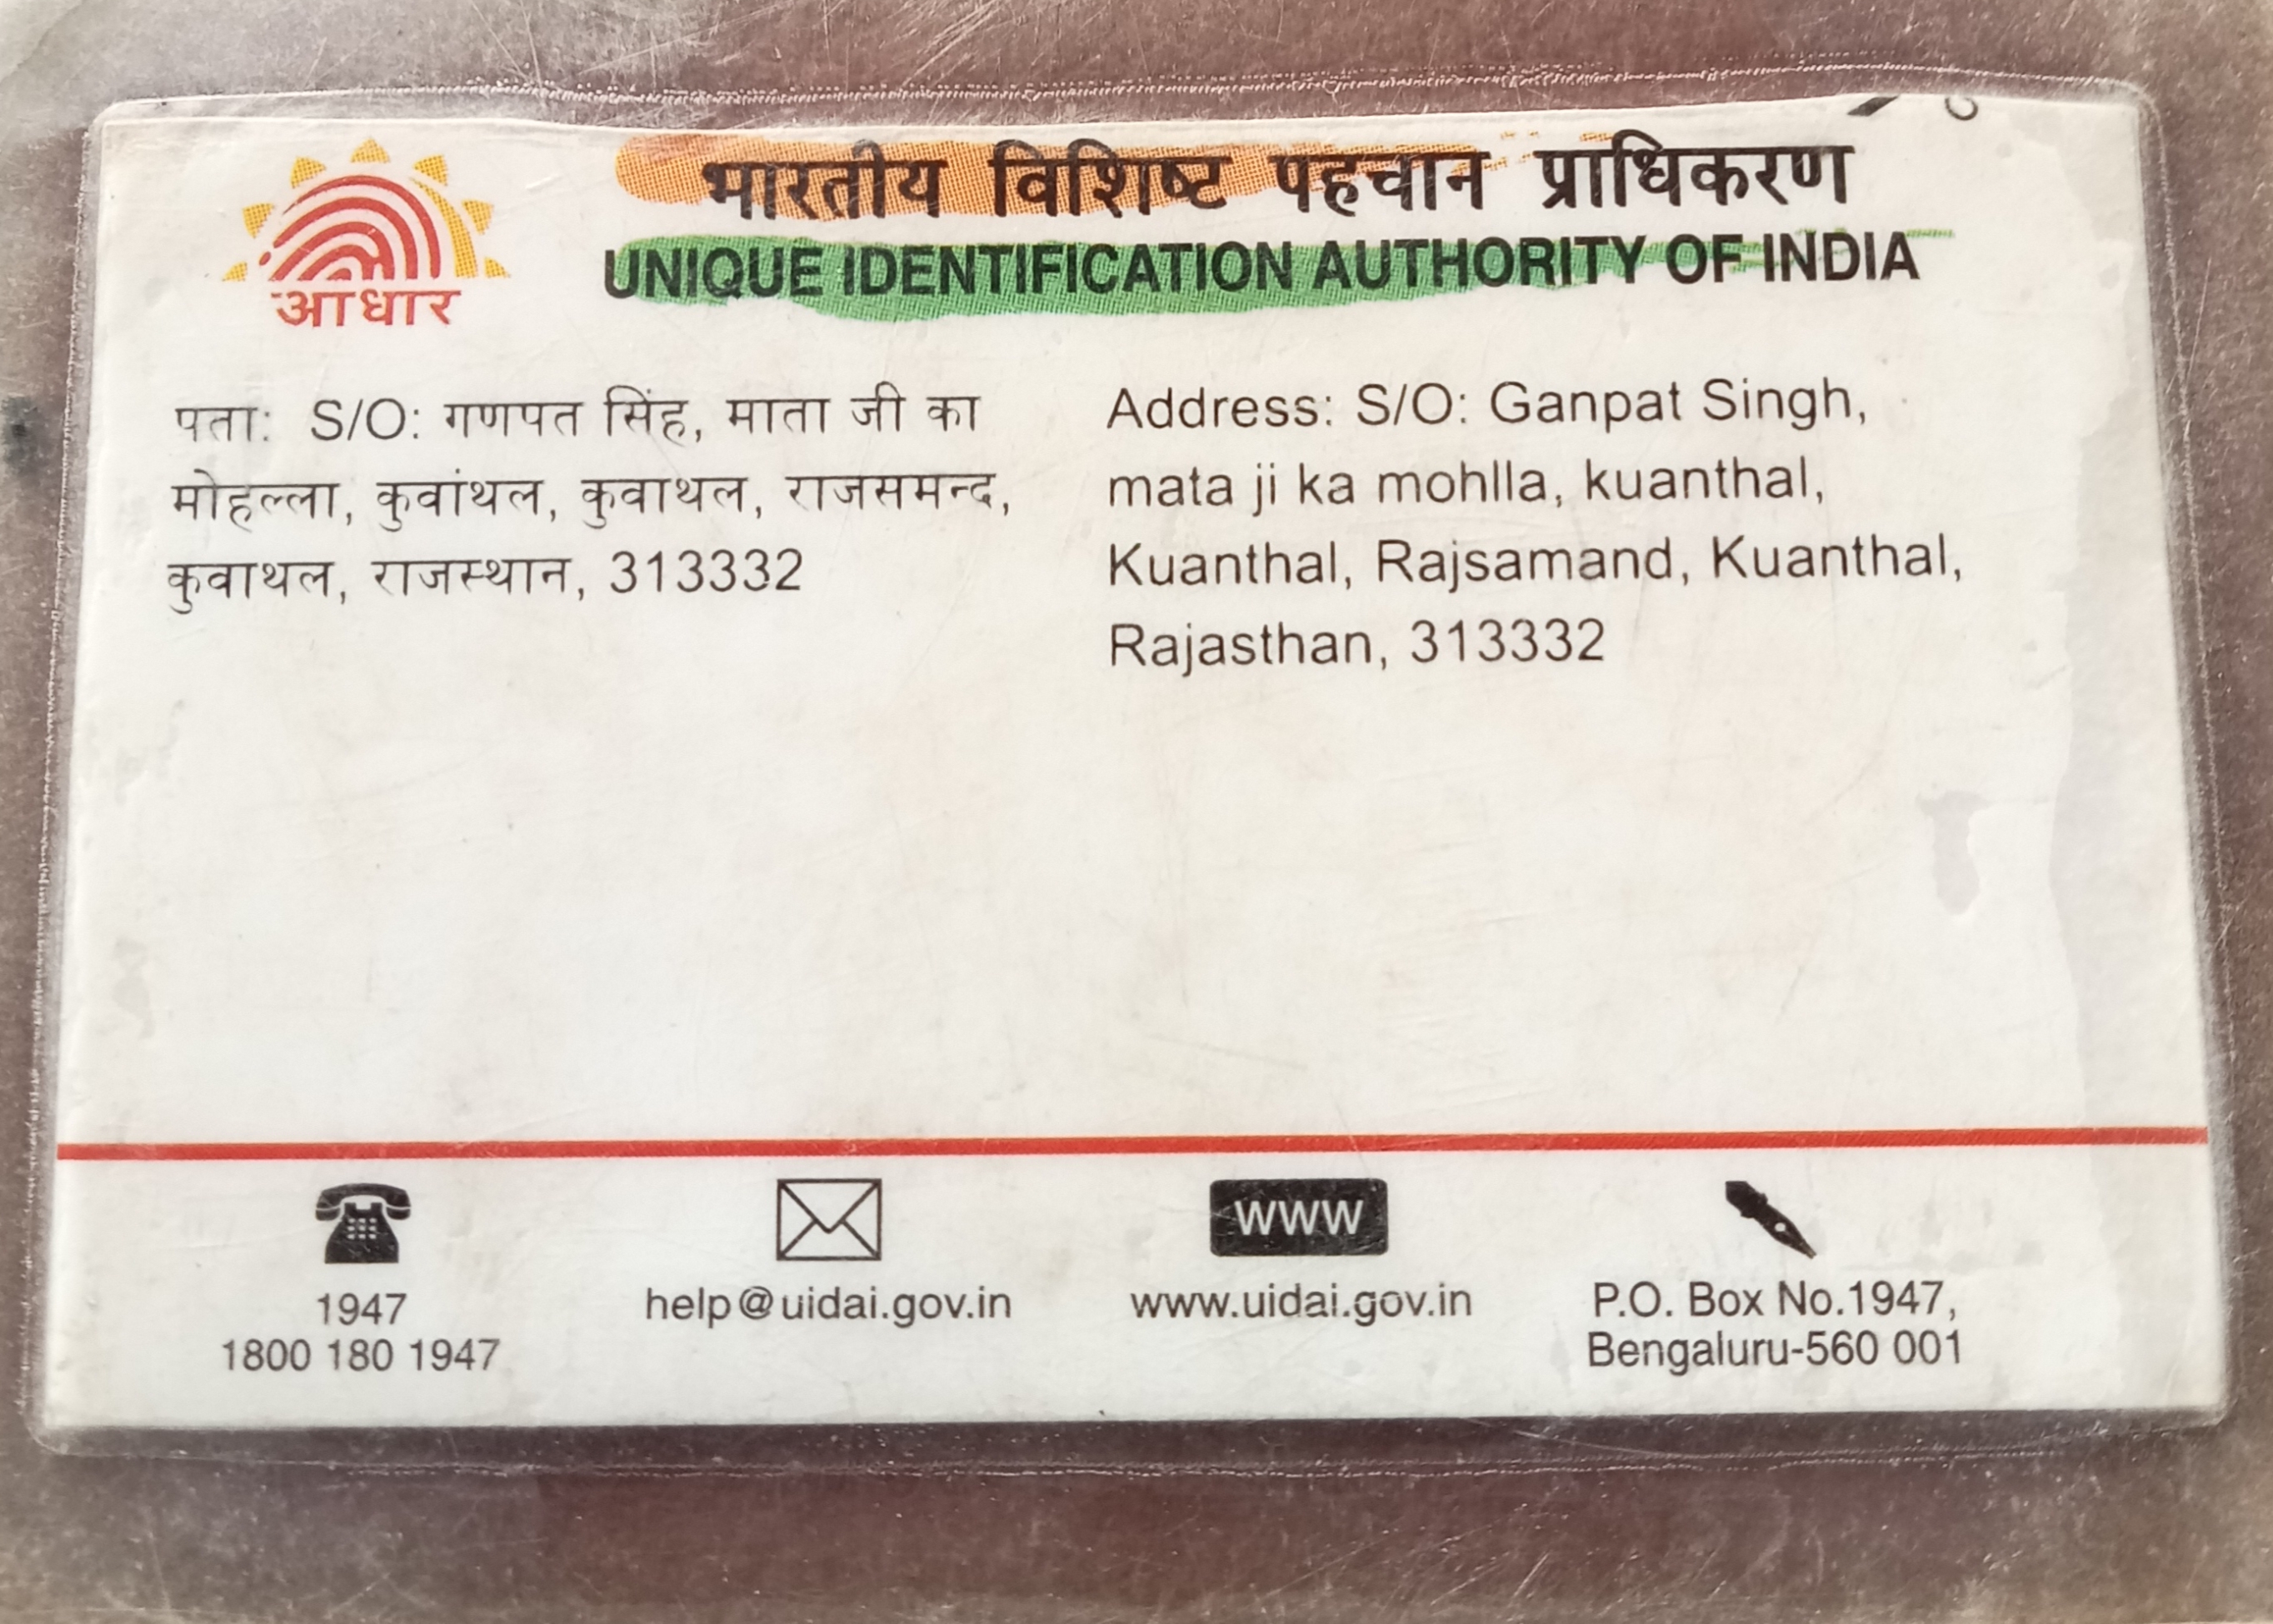 भारतीय विशिष्ट पहचान प्राधिकरण
UNIQUE IDENTIFICATION AUTHORITY OF INDIA
आधार
पता: S/O: गणपत सिंह, माता जी का
मोहल्ला, कुवांथल, कुवाथल, राजसमन्द,
कुवाथल, राजस्थान, 313332
Address: S/O: Ganpat Singh,
mata ji ka mohlla, kuanthal,
Kuanthal, Rajsamand, Kuanthal,
Rajasthan, 313332
1947
1800 180 1947
help@uidai.gov.in
WWW
www.uidai.gov.in
P.O. Box No.1947,
Bengaluru-560 001